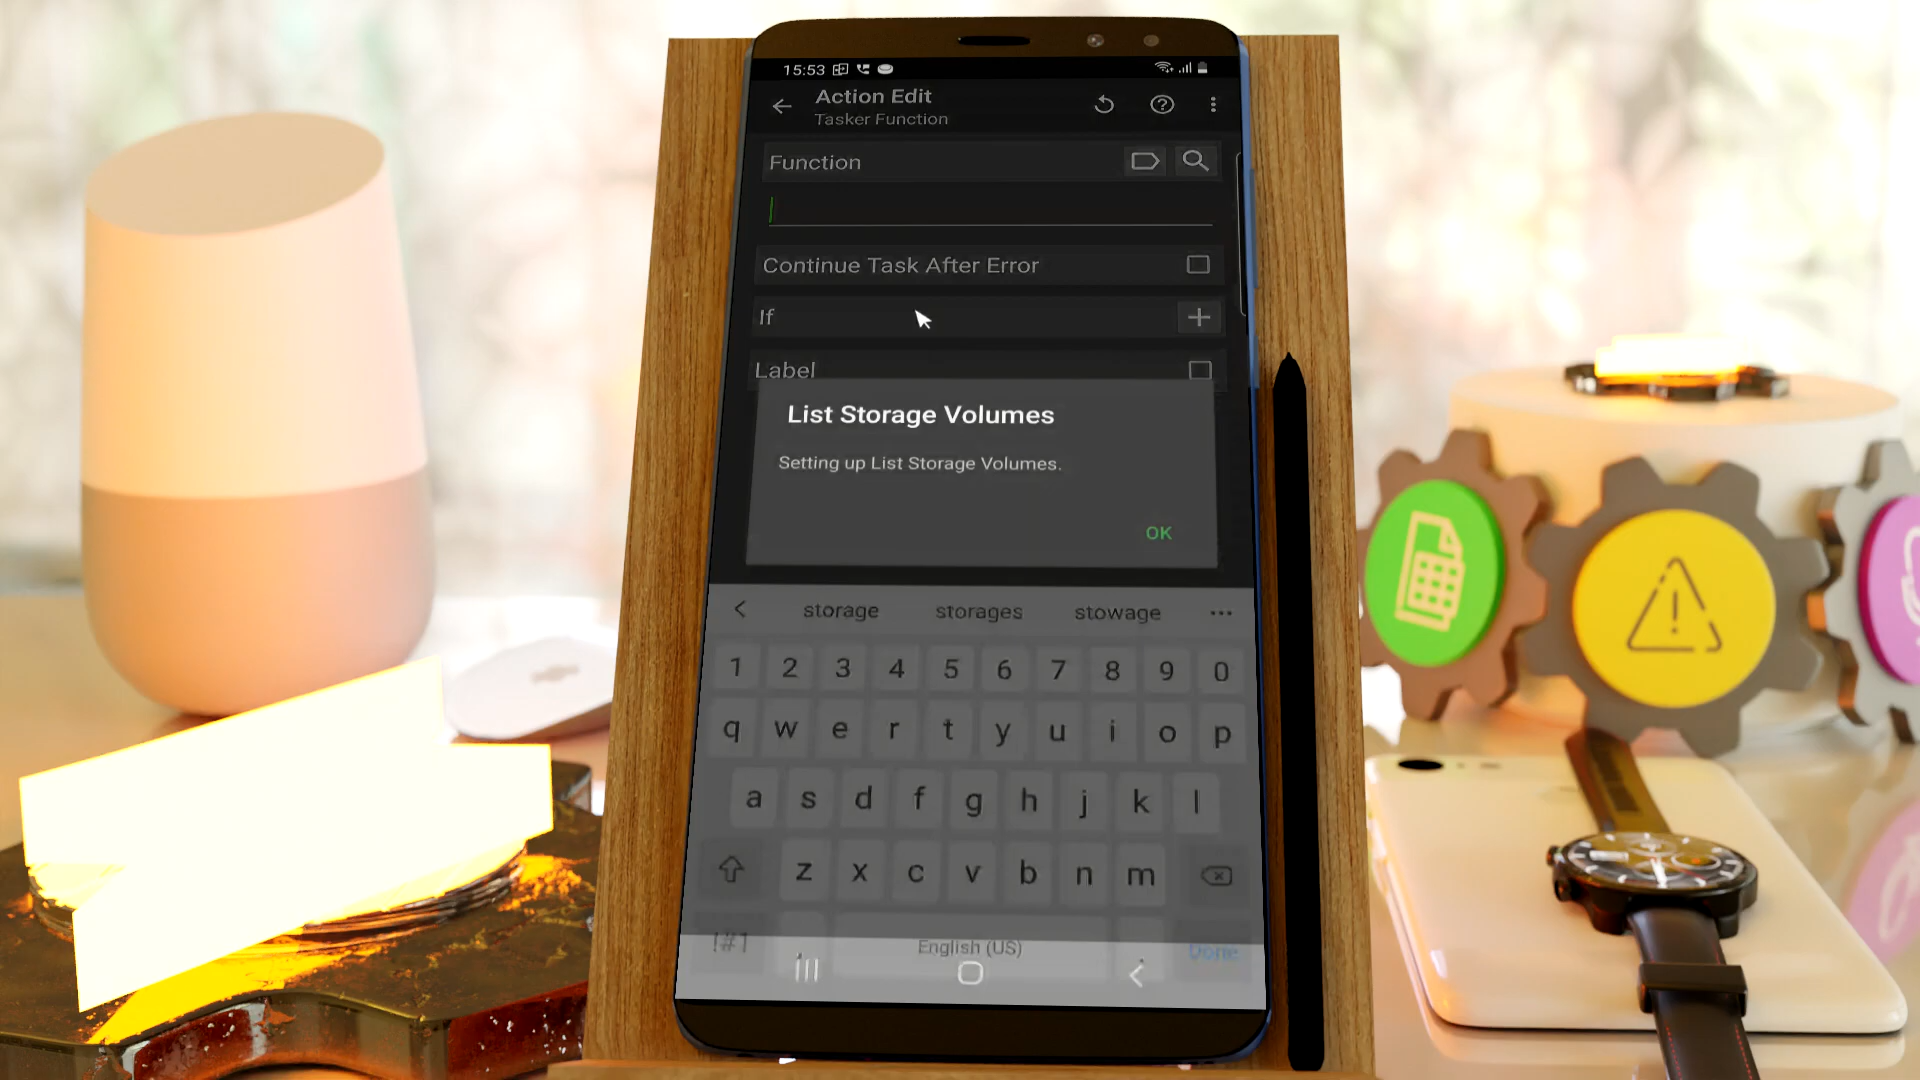 15:53
Action Edit
Tasker Function
Function
Continue Task After Error
If
Label
List Storage Volumes
Setting up List Storage Volumes.
OK
storage storages stowage
1 2 3 4 5 6 7 8 9 0
q w e r t y u i o p
a s d f g h j k l
z x c v b n m
!#1 English (US) Done